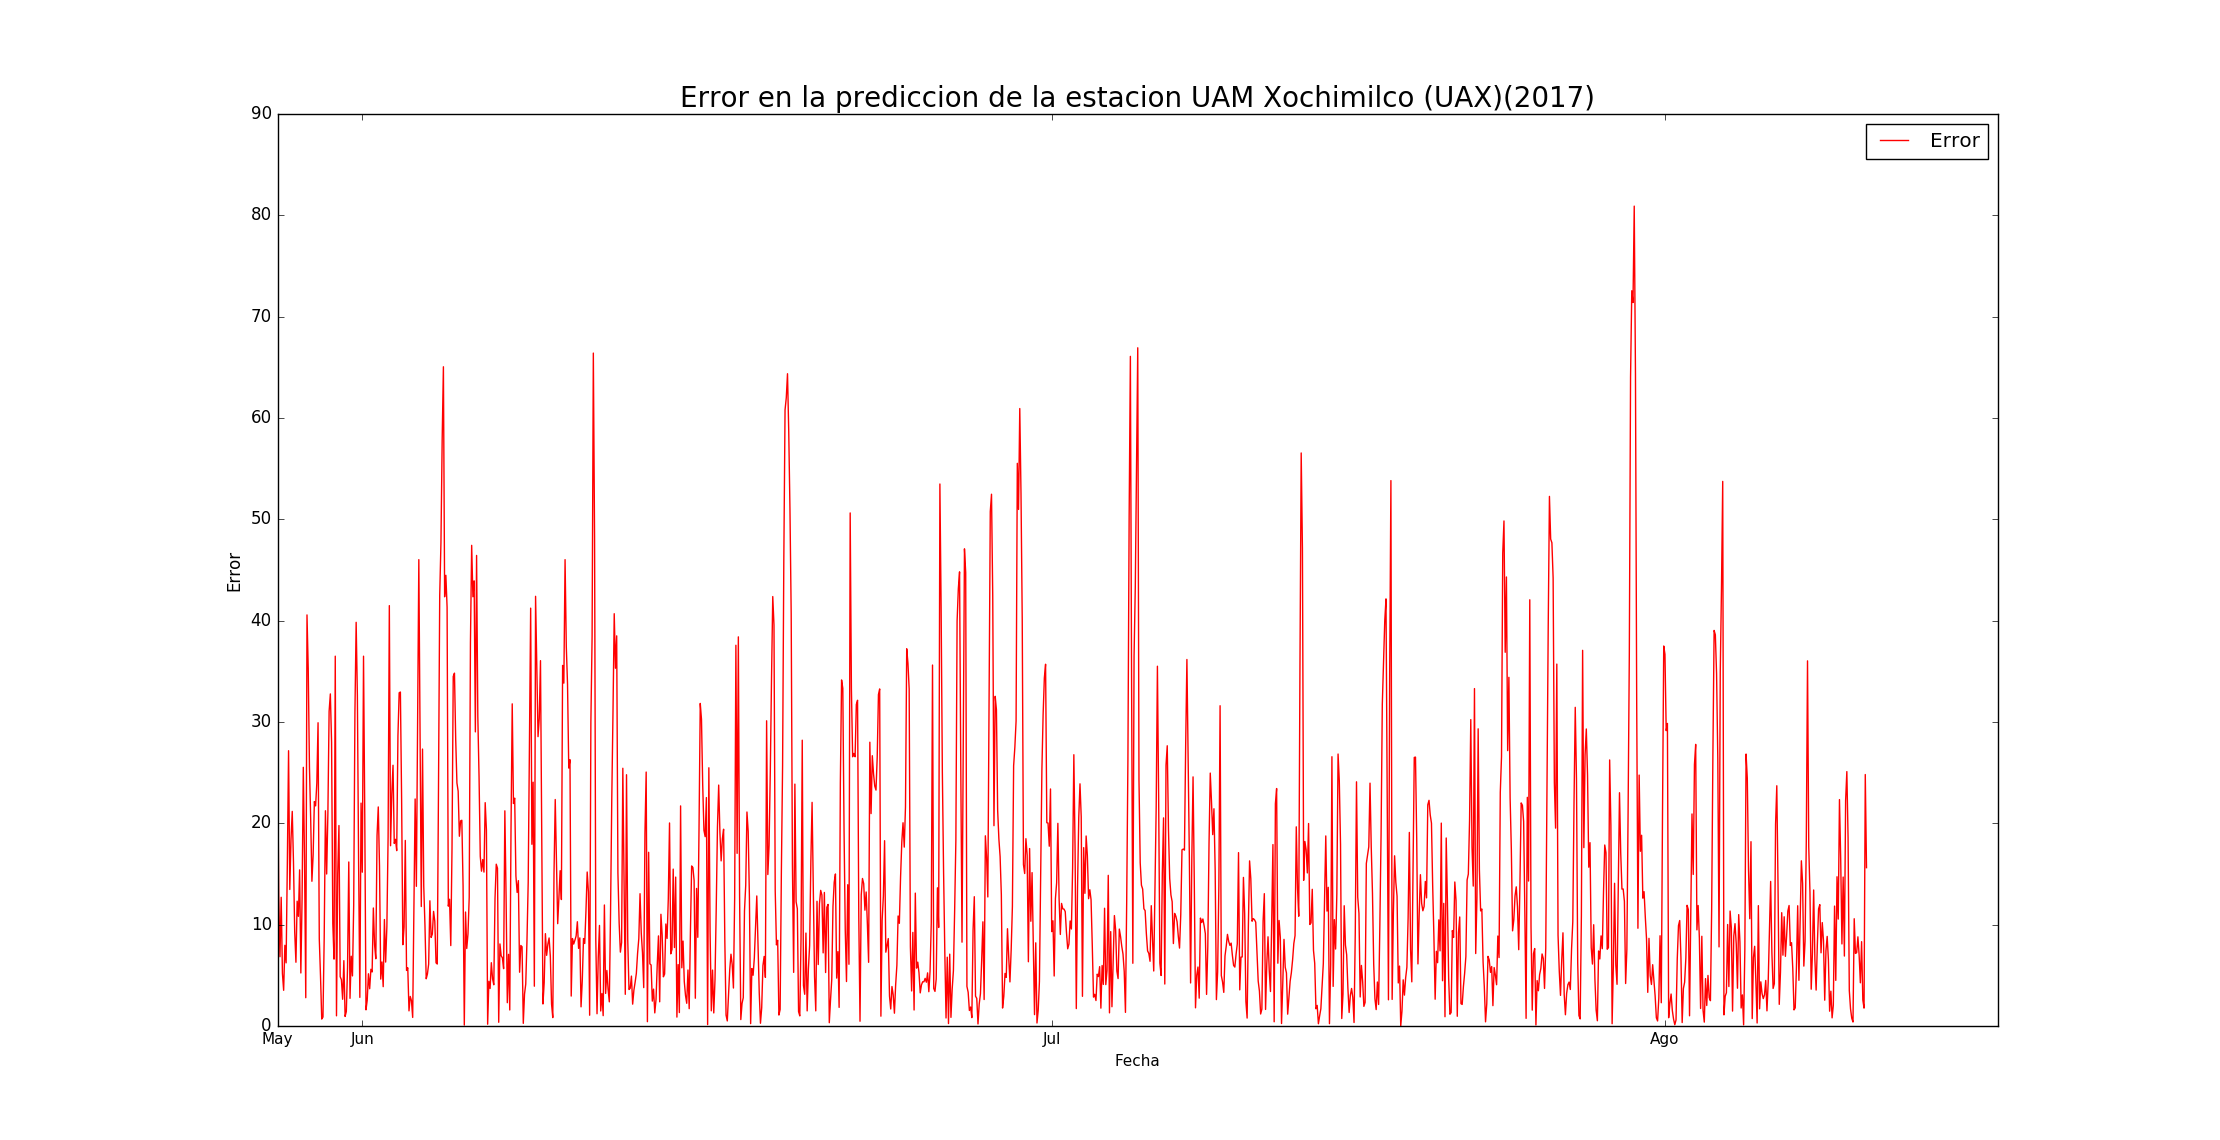 Error en la prediccion de la estacion UAM Xochimilco (UAX)(2017)
90
Error
80
70
60
50
40
30
20
10
0
Error
May Jun Jul Ago
Fecha